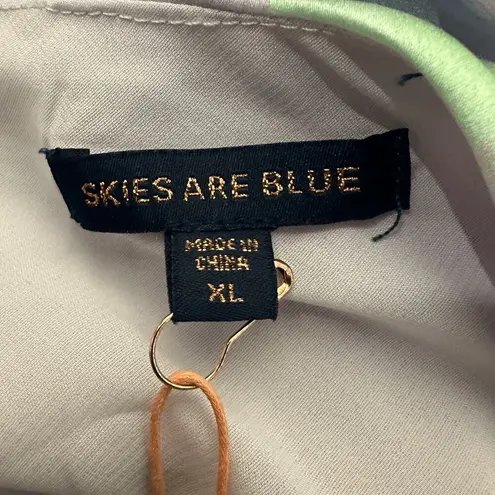 SKIES ARE BLUE
MADE IN
CHINA
XL